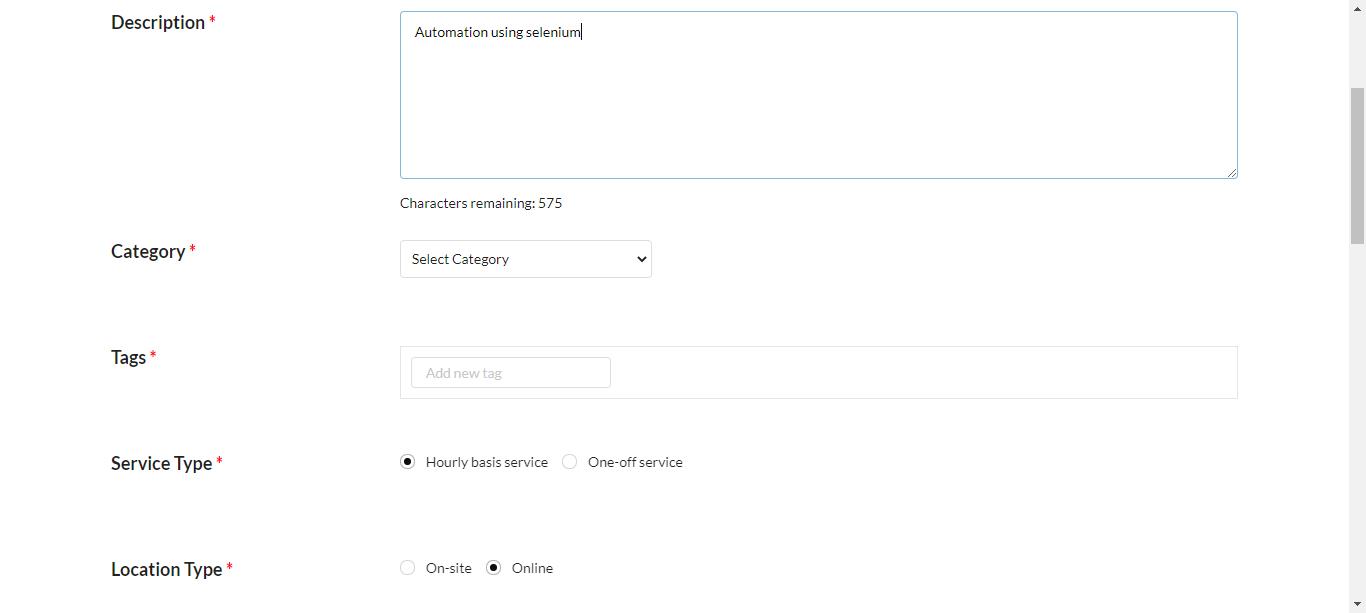 Description *
Automation using selenium
Characters remaining: 575
Category *
Select Category
Tags *
Add new tag
Service Type *
Hourly basis service One-off service
Location Type *
On-site Online